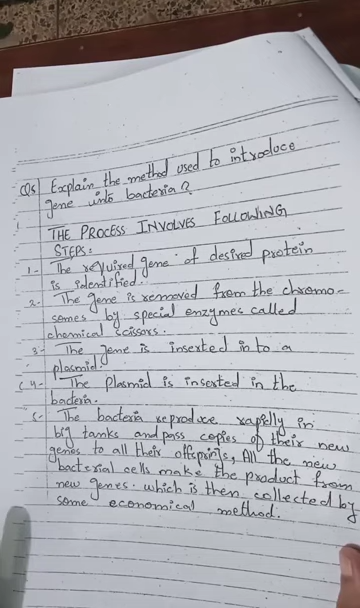 Q6 Explain the method used to introduce
gene into bacteria?
THE PROCESS INVOLVES FOLLOWING
STEPS:
1- The required gene of desired protein
is identified.
2- The gene is removed from the chromo-
somes by special enzymes called
chemical scissors.
3- The gene is inserted in to a
plasmid.
4- The Plasmid is inserted in the
bacteria.
5- The bacteria reproduce rapidly in
big tanks and pass copies of their new
genes to all their offsprints, All the new
bacterial cells make the product from
new genes. which is then collected by
some economical method.